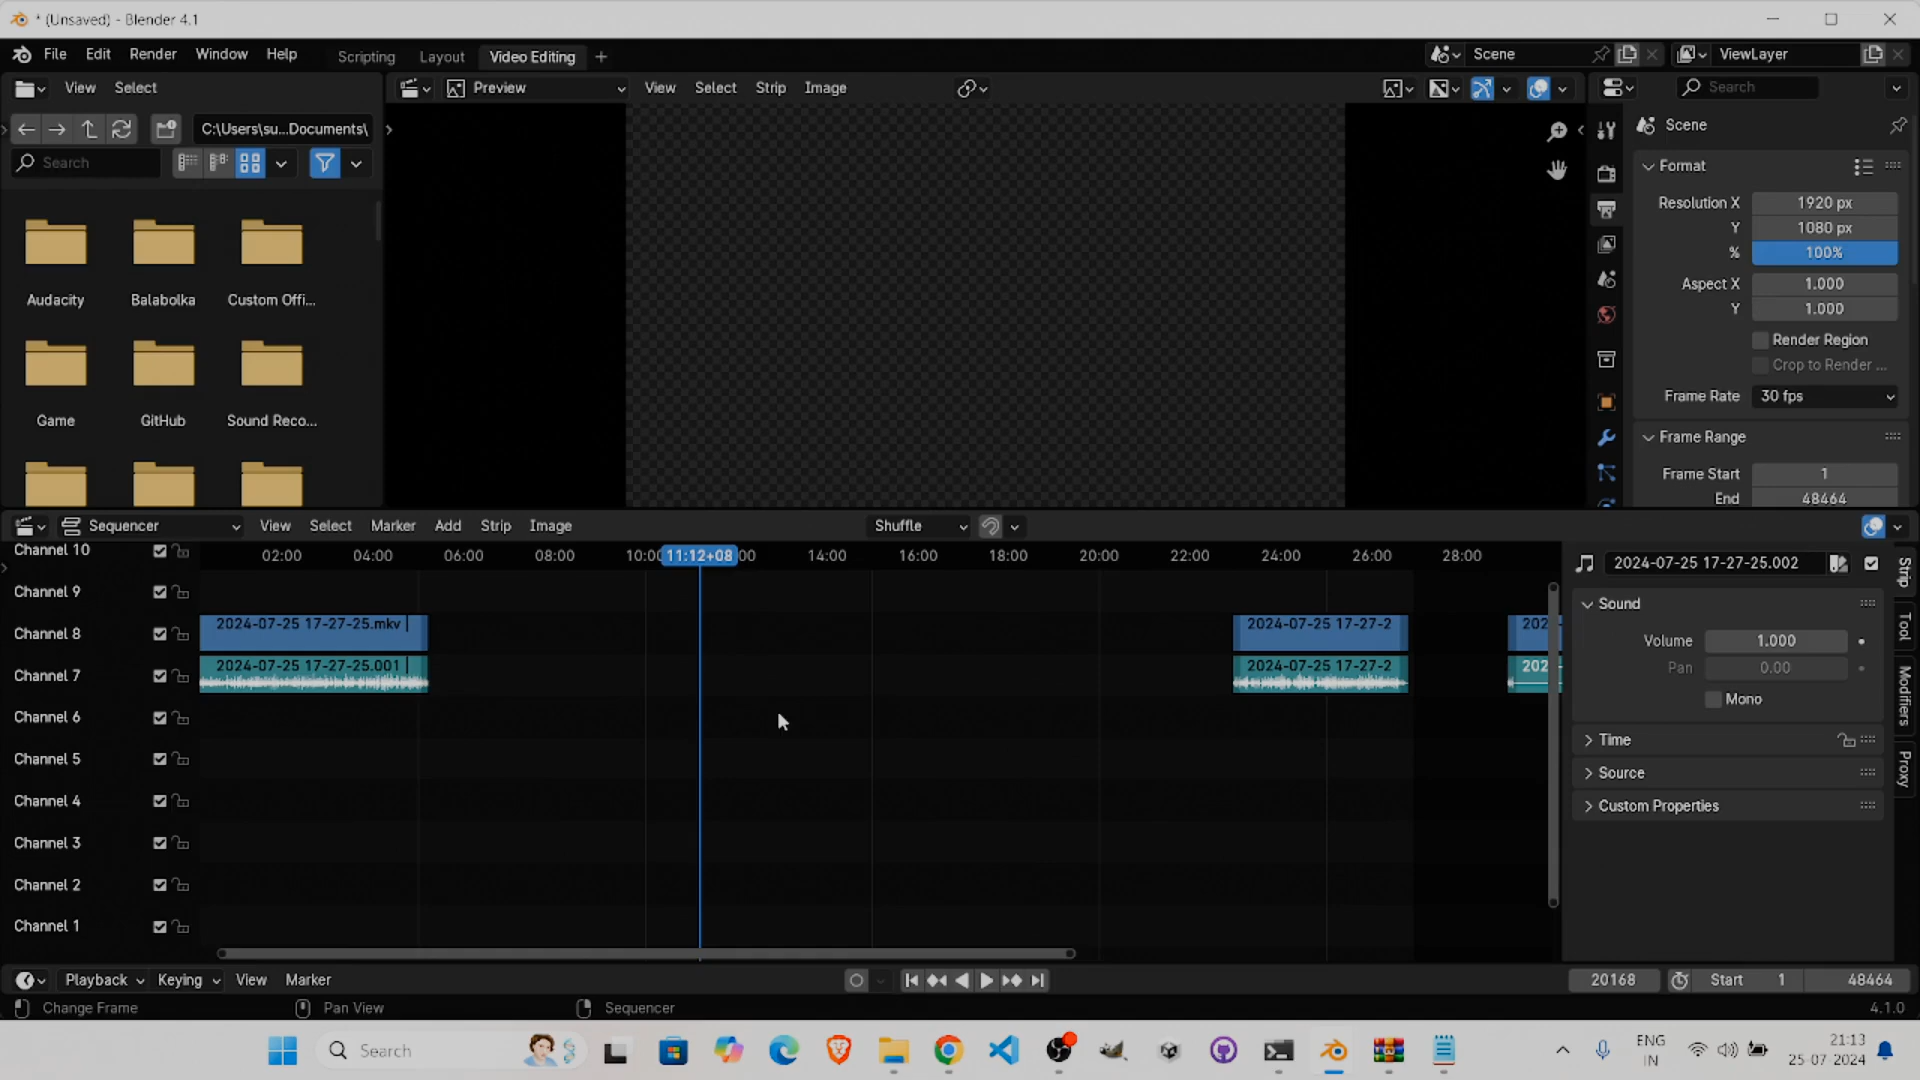 * (Unsaved) - Blender 4.1
File Edit Render Window Help Scripting Layout Video Editing + Scene ViewLayer
View Select Preview View Select Strip Image Search
C:\Users\su...Documents\ Scene
Search Format
Resolution X 1920 px
Y 1080 px
% 100%
Aspect X 1.000
Audacity Balabolka Custom Offi... Y 1.000
Render Region
Crop to Render ...
Frame Rate 30 fps
Game GitHub Sound Reco... Frame Range
Frame Start 1
End 48464
Sequencer View Select Marker Add Strip Image Shuffle
Channel 10 02:00 04:00 06:00 08:00 11:12+08 14:00 16:00 18:00 20:00 22:00 24:00 26:00 28:00 2024-07-25 17-27-25.002 Strip
Channel 9 Sound
Channel 8 2024-07-25 17-27-25.mkv | 2024-07-25 17-27-2 Volume 1.000 Tool
Channel 7 2024-07-25 17-27-25.001 | 2024-07-25 17-27-2 Pan 0.00 Modifiers
Channel 6 Mono
Channel 5 Time
Source Proxy
Channel 4 Custom Properties
Channel 3
Channel 2
Channel 1
Playback Keying View Marker 20168 Start 1 48464
Change Frame Pan View Sequencer 4.1.0
Search ENG 21:13
IN 25-07-2024